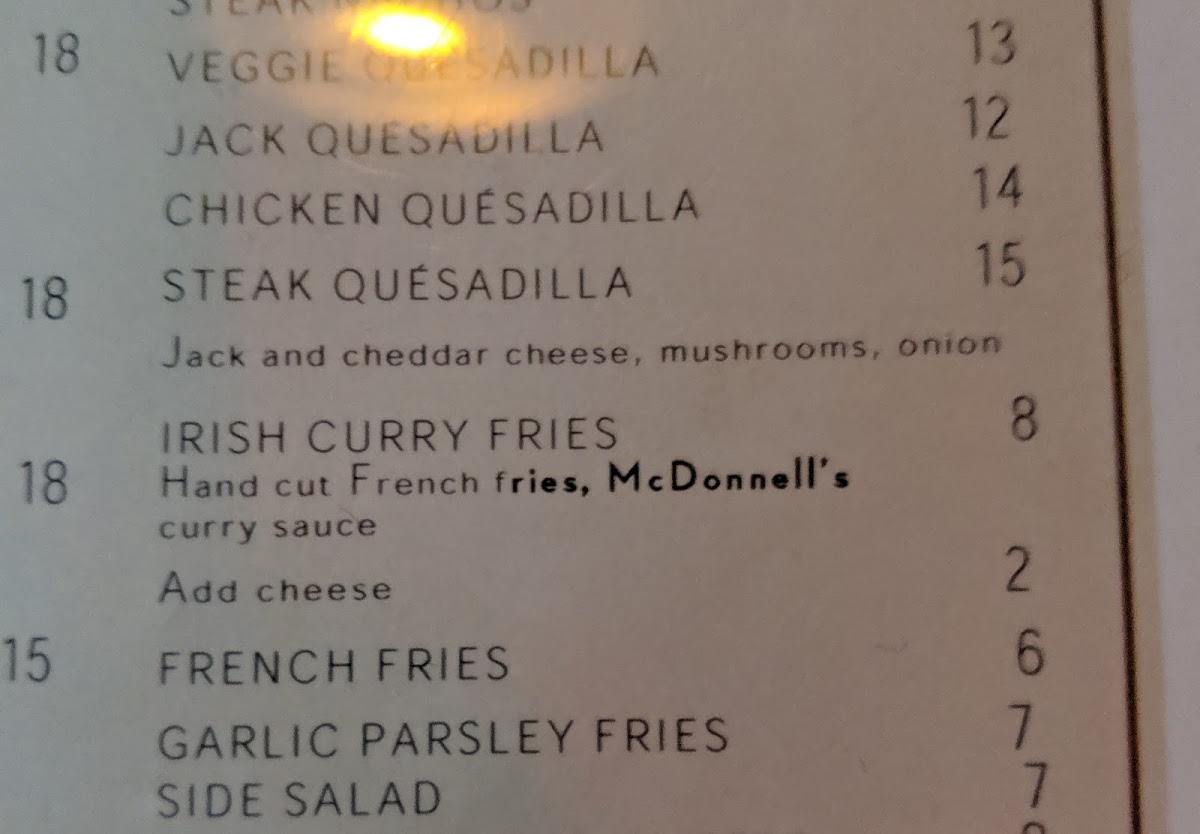 STEAK
18 VEGGIE QUESADILLA 13
JACK QUESADILLA 12
CHICKEN QUÉSADILLA 14
18 STEAK QUÉSADILLA 15
Jack and cheddar cheese, mushrooms, onion
IRISH CURRY FRIES 8
18 Hand cut French fries, McDonnell's
curry sauce
Add cheese 2
15 FRENCH FRIES 6
GARLIC PARSLEY FRIES 7
SIDE SALAD 7